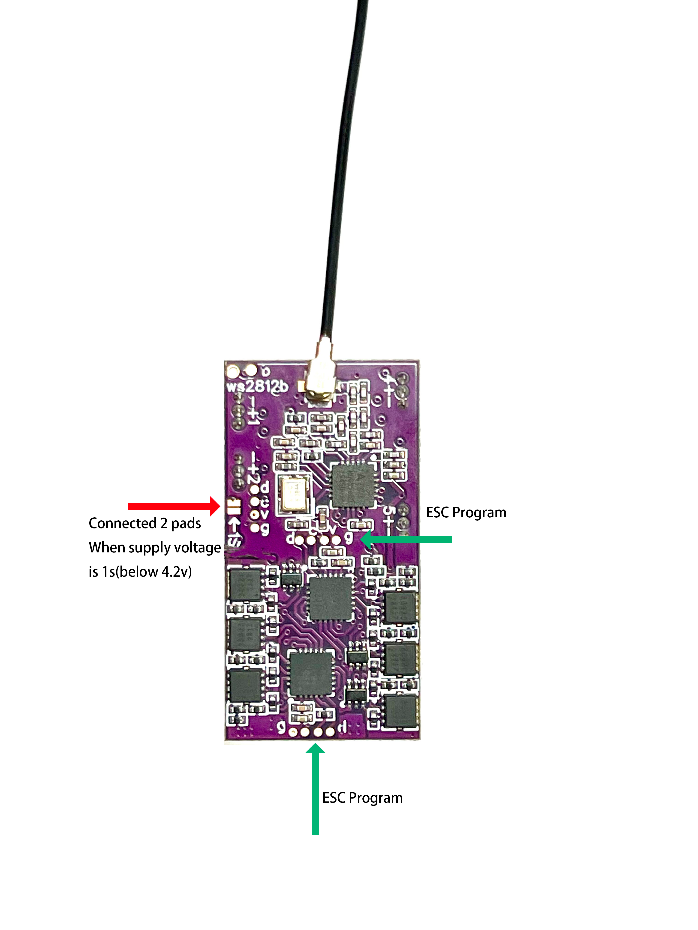 ws2812b
Connected 2 pads
When supply voltage
is 1s(below 4.2v)
ESC Program
ESC Program